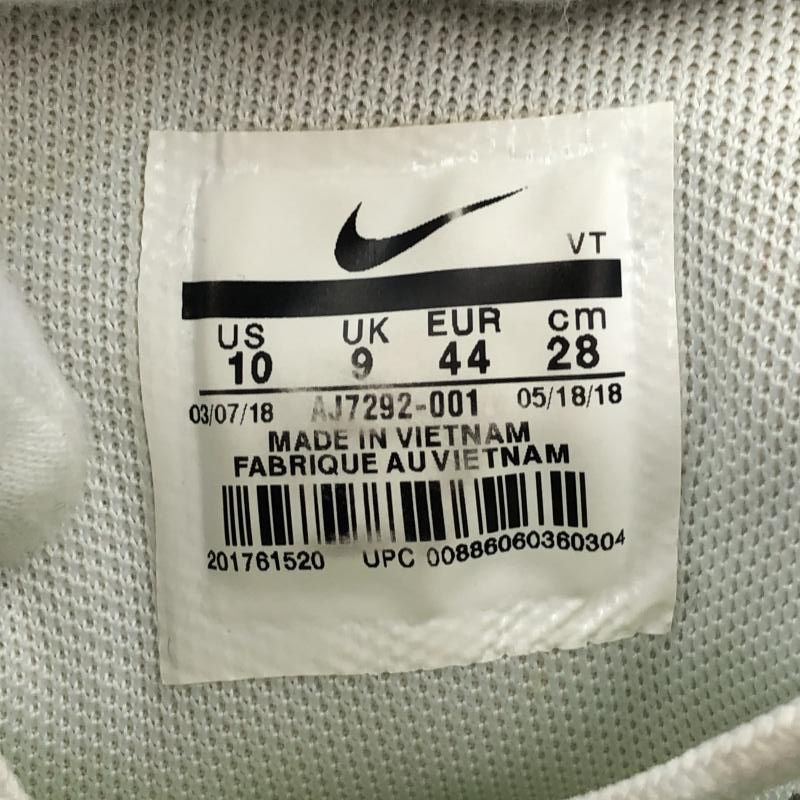 VT
US UK EUR cm
10 9 44 28
03/07/18 AJ7292-001 05/18/18
MADE IN VIETNAM
FABRIQUE AU VIETNAM
201761520 UPC 00886060360304